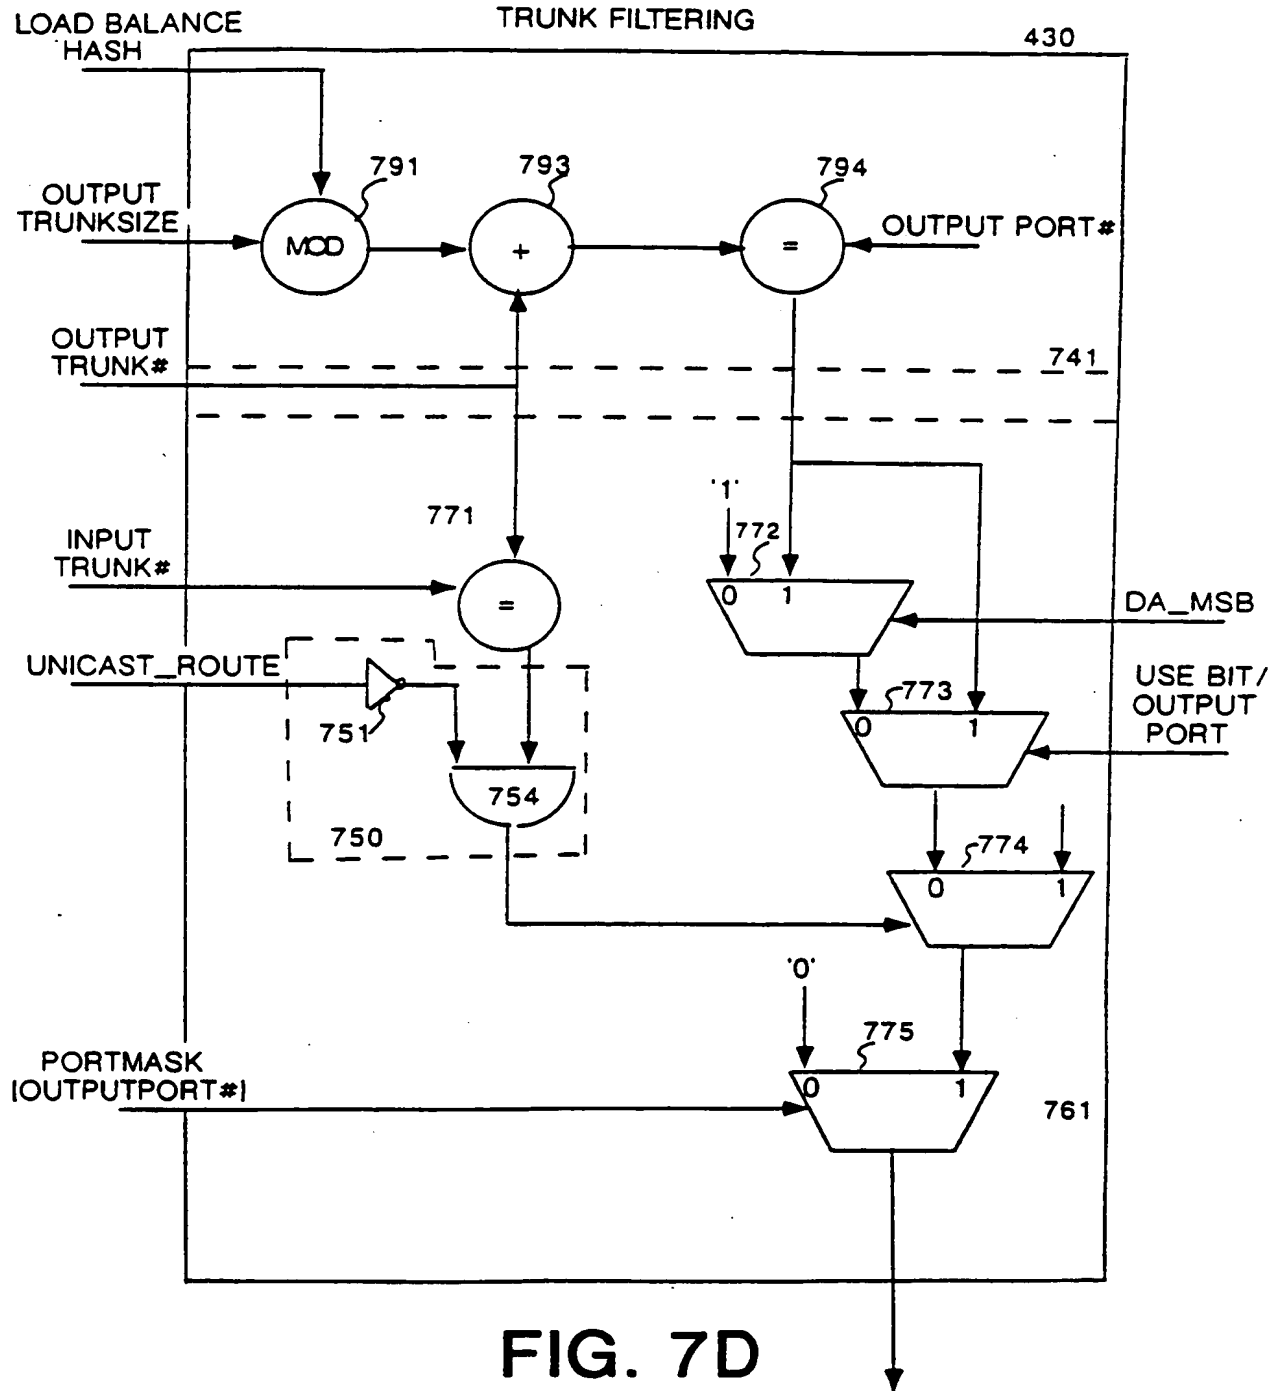 LOAD BALANCE
HASH
TRUNK FILTERING
430
791
793
794
OUTPUT
TRUNKSIZE
MOD
+
=
OUTPUT PORT#
OUTPUT
TRUNK#
741
'1'
771
772
INPUT
TRUNK#
=
0 1
DA_MSB
UNICAST_ROUTE
751
773
0 1
USE BIT/
OUTPUT
PORT
754
750
774
0 1
'0'
775
PORTMASK
[OUTPUTPORT#]
0 1
761
FIG. 7D